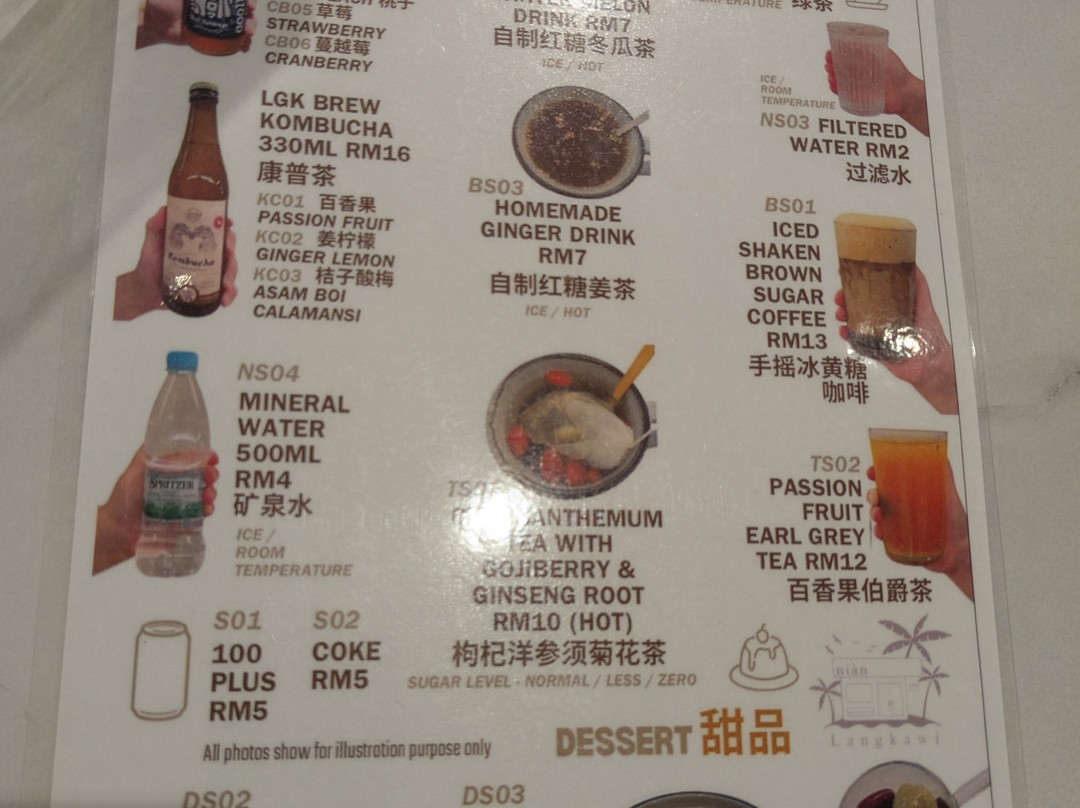 桃子
CB05 草莓
STRAWBERRY
CB06 蔓越莓
CRANBERRY
LGK BREW
KOMBUCHA
330ML RM16
康普茶
KC01 百香果
PASSION FRUIT
KC02 姜柠檬
GINGER LEMON
KC03 桔子酸梅
ASAM BOI
CALAMANSI
NS04
MINERAL
WATER
500ML
RM4
矿泉水
ICE /
ROOM
TEMPERATURE
SPRITZER
S01
100
PLUS
RM5
S02
COKE
RM5
All photos show for illustration purpose only
DRINK RM7
自制红糖冬瓜茶
ICE / HOT
BS03
HOMEMADE
GINGER DRINK
RM7
自制红糖姜茶
ICE / HOT
TEA WITH
GOJIBERRY &
GINSENG ROOT
RM10 (HOT)
枸杞洋参须菊花茶
SUGAR LEVEL - NORMAL / LESS / ZERO
TEMPERATURE 绿茶
ICE /
ROOM
TEMPERATURE
NS03 FILTERED
WATER RM2
过滤水
BS01
ICED
SHAKEN
BROWN
SUGAR
COFFEE
RM13
手摇冰黄糖
咖啡
TS02
PASSION
FRUIT
EARL GREY
TEA RM12
百香果伯爵茶
niàn
Langkawi
DESSERT 甜品
DS02
DS03